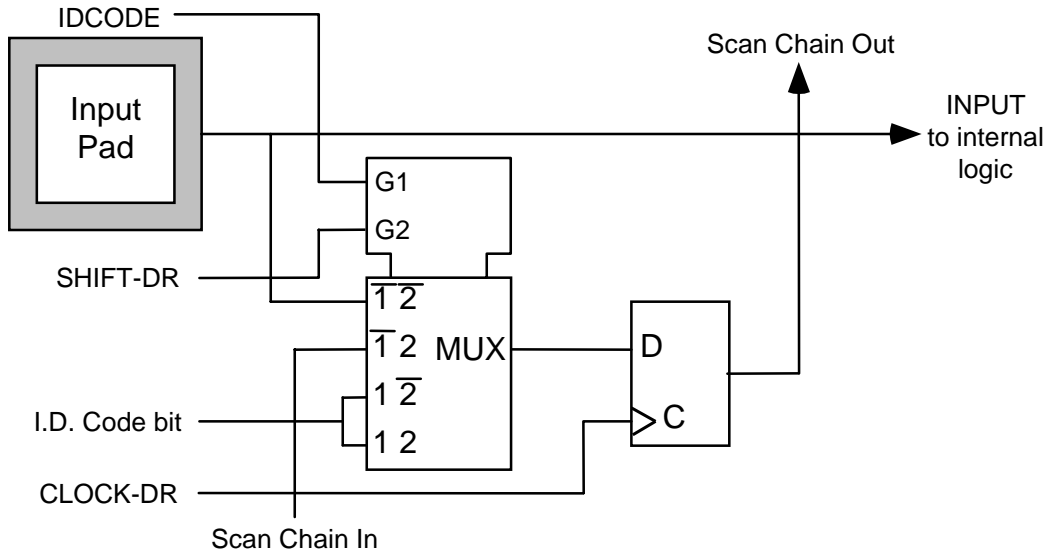 IDCODE
Input
Pad
Scan Chain Out
INPUT
to internal
logic
G1
G2
SHIFT-DR
1̅ 2̅
1̅ 2
MUX
D
1 2̅
I.D. Code bit
1 2
C
CLOCK-DR
Scan Chain In